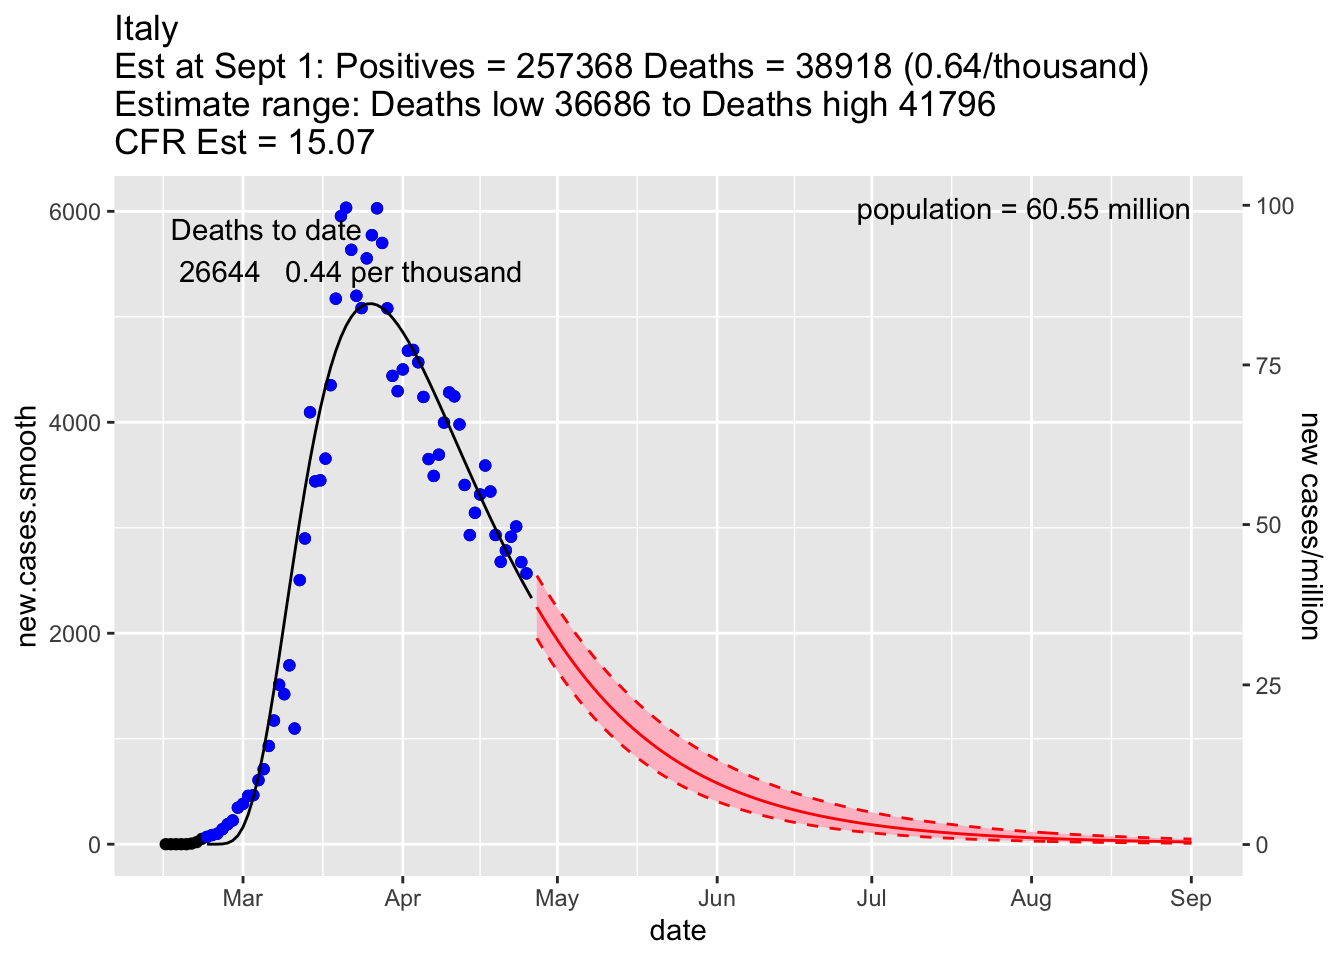 Italy
Est at Sept 1: Positives = 257368 Deaths = 38918 (0.64/thousand)
Estimate range: Deaths low 36686 to Deaths high 41796
CFR Est = 15.07
population = 60.55 million
Deaths to date
26644 0.44 per thousand
new.cases.smooth
6000
4000
2000
0
100
75
50
25
0
new cases/million
Mar Apr May Jun Jul Aug Sep
date